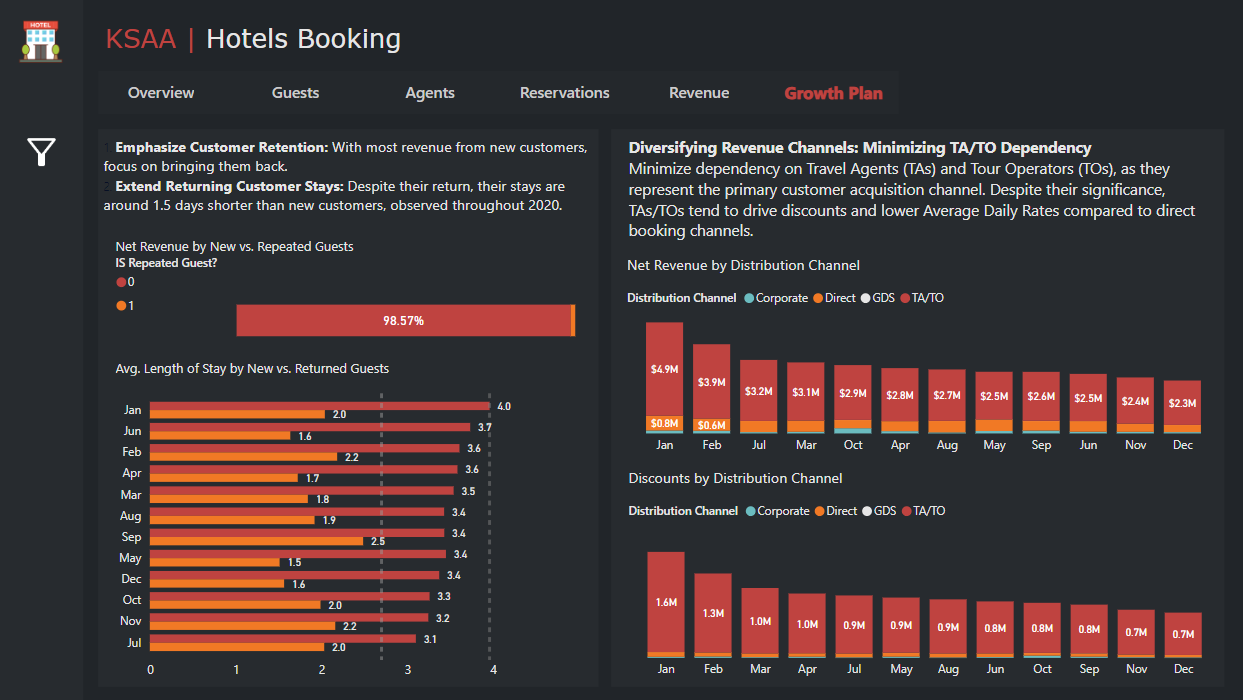 HOTEL
KSAA | Hotels Booking
Overview Guests Agents Reservations Revenue Growth Plan
1. Emphasize Customer Retention: With most revenue from new customers,
focus on bringing them back.
2. Extend Returning Customer Stays: Despite their return, their stays are
around 1.5 days shorter than new customers, observed throughout 2020.
Net Revenue by New vs. Repeated Guests
IS Repeated Guest?
0
1
98.57%
Avg. Length of Stay by New vs. Returned Guests
Jan 4.0 2.0
Jun 3.7 1.6
Feb 3.6 2.2
Apr 3.6 1.7
Mar 3.5 1.8
Aug 3.4 1.9
Sep 3.4 2.5
May 3.4 1.5
Dec 3.4 1.6
Oct 3.3 2.0
Nov 3.2 2.2
Jul 3.1 2.0
0 1 2 3 4
Diversifying Revenue Channels: Minimizing TA/TO Dependency
Minimize dependency on Travel Agents (TAs) and Tour Operators (TOs), as they
represent the primary customer acquisition channel. Despite their significance,
TAs/TOs tend to drive discounts and lower Average Daily Rates compared to direct
booking channels.
Net Revenue by Distribution Channel
Distribution Channel Corporate Direct GDS TA/TO
$4.9M $3.9M $3.2M $3.1M $2.9M $2.8M $2.7M $2.5M $2.6M $2.5M $2.4M $2.3M
$0.8M $0.6M
Jan Feb Jul Mar Oct Apr Aug May Sep Jun Nov Dec
Discounts by Distribution Channel
Distribution Channel Corporate Direct GDS TA/TO
1.6M 1.3M 1.0M 1.0M 0.9M 0.9M 0.9M 0.8M 0.8M 0.8M 0.7M 0.7M
Jan Feb Mar Apr Jul May Aug Jun Oct Sep Nov Dec